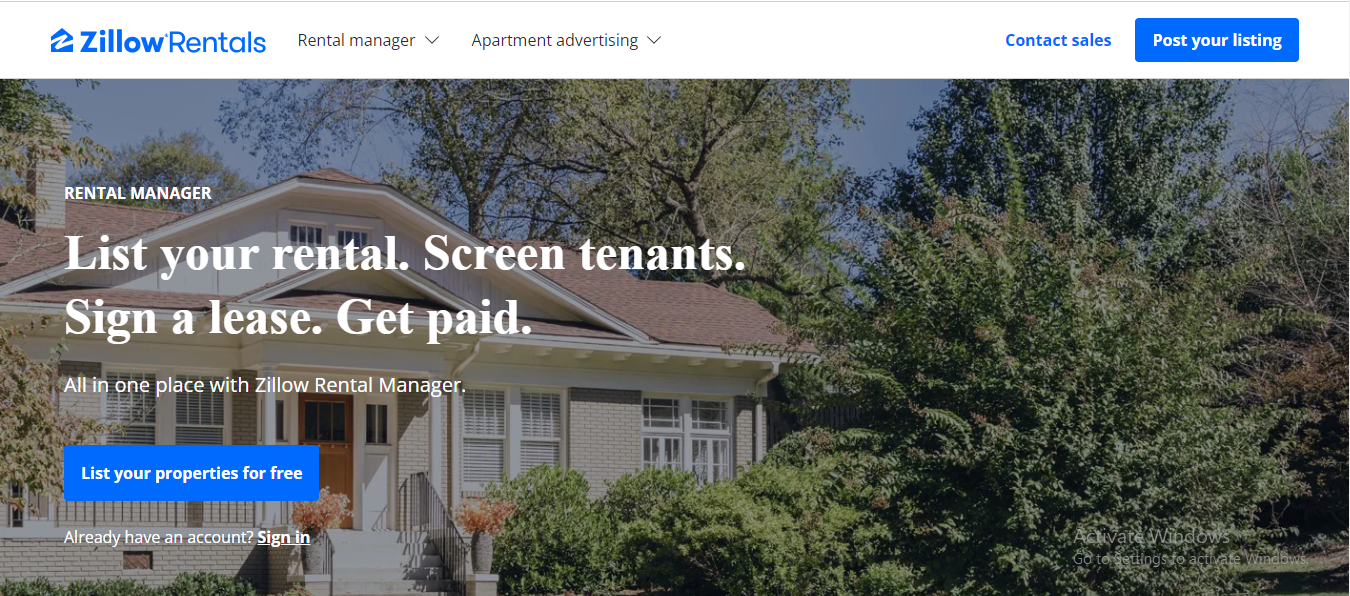 Zillow Rentals
Rental manager
Apartment advertising
Contact sales
Post your listing
RENTAL MANAGER
List your rental. Screen tenants.
Sign a lease. Get paid.
All in one place with Zillow Rental Manager.
List your properties for free
Already have an account? Sign in
Activate Windows
Go to Settings to activate Windows.